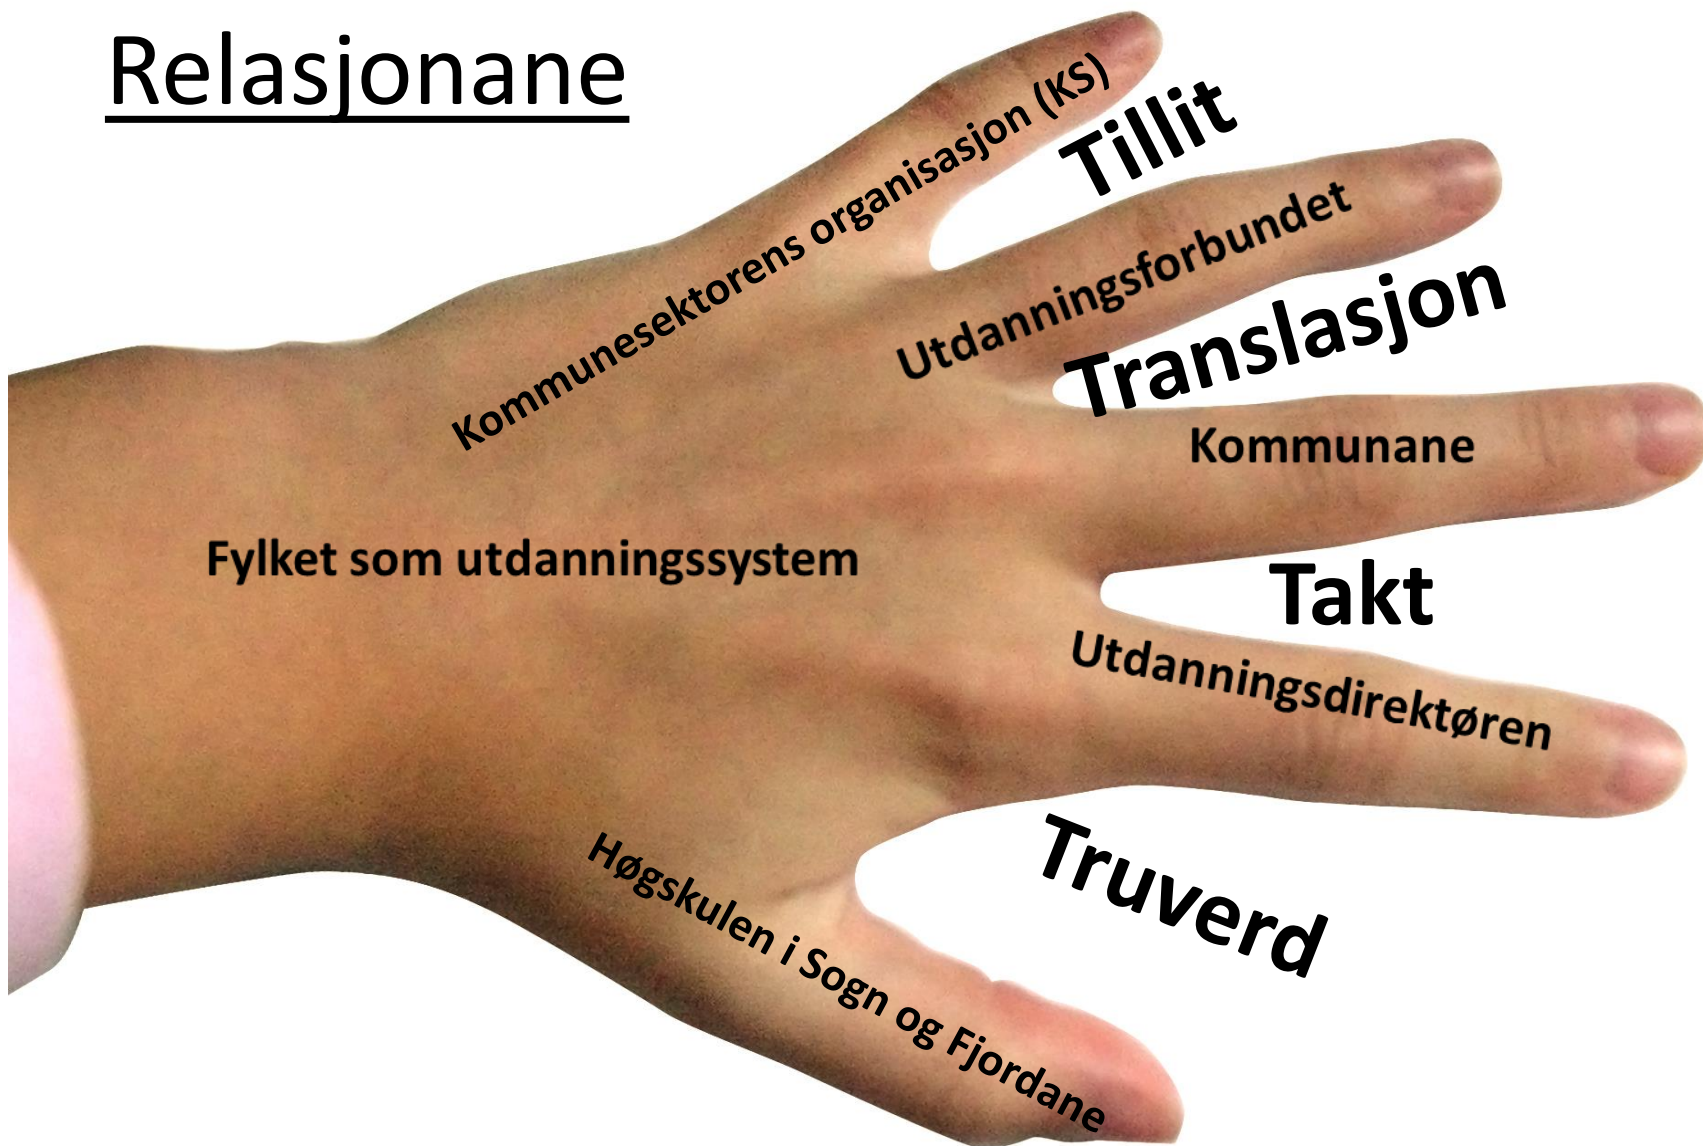 Relasjonane
Kommunesektorens organisasjon (KS)
Tillit
Utdanningsforbundet
Translasjon
Kommunane
Fylket som utdanningssystem
Takt
Utdanningsdirektøren
Truverd
Høgskulen i Sogn og Fjordane